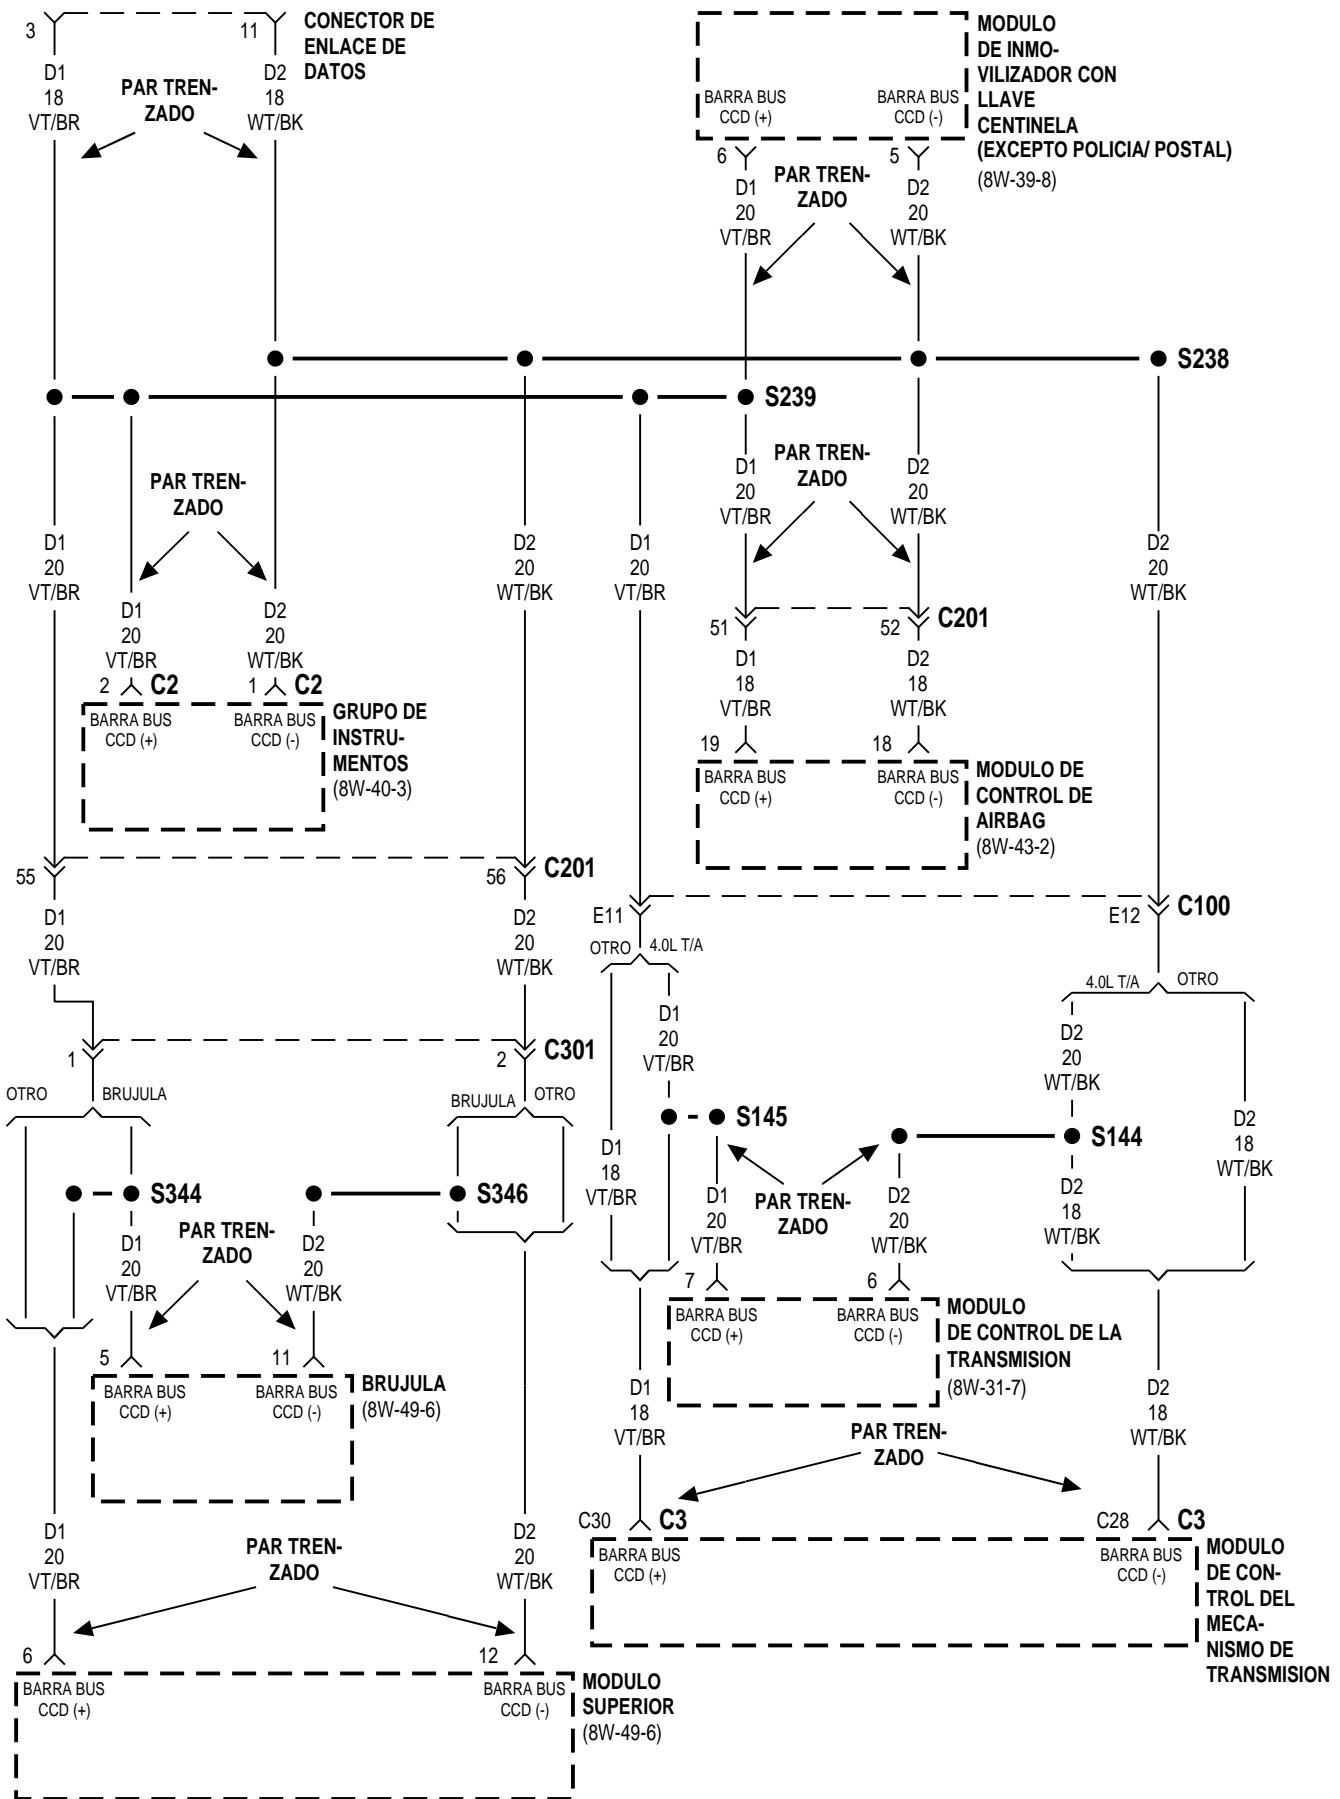 3
11
CONECTOR DE
ENLACE DE
DATOS
D1
18
VT/BR
PAR TREN-
ZADO
D2
18
WT/BK
MODULO
DE INMO-
VILIZADOR CON
LLAVE
CENTINELA
(EXCEPTO POLICIA/ POSTAL)
(8W-39-8)
BARRA BUS
CCD (+)
BARRA BUS
CCD (-)
6
5
D1
20
VT/BR
PAR TREN-
ZADO
D2
20
WT/BK
S238
S239
PAR TREN-
ZADO
D1
20
VT/BR
D1
20
VT/BR
D2
20
WT/BK
2
C2
1
C2
BARRA BUS
CCD (+)
BARRA BUS
CCD (-)
GRUPO DE
INSTRU-
MENTOS
(8W-40-3)
D2
20
WT/BK
D1
20
VT/BR
D1
20
VT/BR
PAR TREN-
ZADO
D2
20
WT/BK
D2
20
WT/BK
51
52
C201
D1
18
VT/BR
D2
18
WT/BK
19
18
BARRA BUS
CCD (+)
BARRA BUS
CCD (-)
MODULO DE
CONTROL DE
AIRBAG
(8W-43-2)
55
56
C201
D1
20
VT/BR
D2
20
WT/BK
E11
E12
C100
OTRO
4.0L T/A
4.0L T/A
OTRO
D1
20
VT/BR
D2
20
WT/BK
1
2
C301
OTRO
BRUJULA
BRUJULA
OTRO
S145
S144
D1
18
VT/BR
D2
18
WT/BK
S344
S346
D1
20
VT/BR
PAR TREN-
ZADO
D2
20
WT/BK
D1
20
VT/BR
PAR TREN-
ZADO
D2
20
WT/BK
D2
18
WT/BK
7
6
BARRA BUS
CCD (+)
BARRA BUS
CCD (-)
MODULO
DE CONTROL DE LA
TRANSMISION
(8W-31-7)
5
11
BARRA BUS
CCD (+)
BARRA BUS
CCD (-)
BRUJULA
(8W-49-6)
D1
18
VT/BR
PAR TREN-
ZADO
D2
18
WT/BK
C30
C3
C28
C3
BARRA BUS
CCD (+)
BARRA BUS
CCD (-)
MODULO
DE CON-
TROL DEL
MECA-
NISMO DE
TRANSMISION
D1
20
VT/BR
PAR TREN-
ZADO
D2
20
WT/BK
6
12
BARRA BUS
CCD (+)
BARRA BUS
CCD (-)
MODULO
SUPERIOR
(8W-49-6)